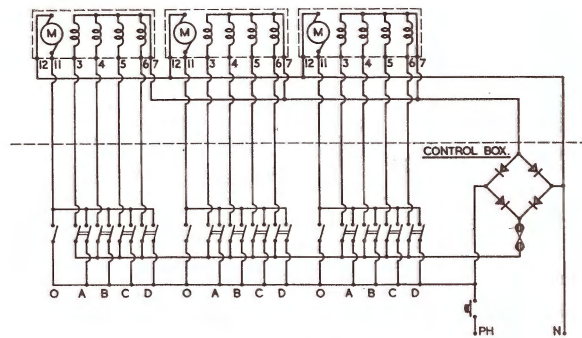 M M M
12 11 3 4 5 6 7 12 11 3 4 5 6 7 12 11 3 4 5 6 7
CONTROL BOX.
O A B C D O A B C D O A B C D
PH N